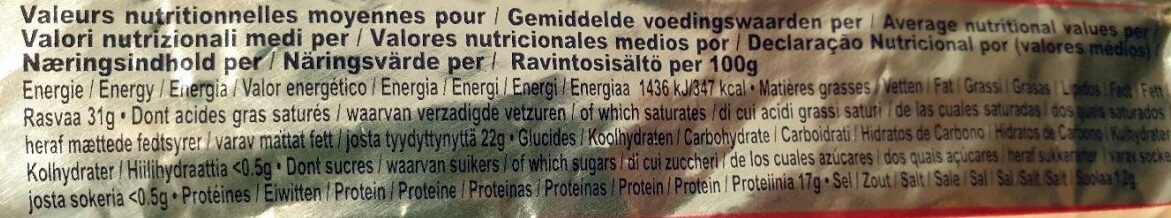 Valeurs nutritionnelles moyennes pour / Gemiddelde voedingswaarden per / Average nutritional values per
Valori nutrizionali medi per / Valores nutricionales medios por / Declaração Nutricional por (valores médios) /
Næringsindhold per / Näringsvärde per / Ravintosisältö per 100g
Energie / Energy / Energia / Valor energético / Energia / Energi / Energi / Energiaa 1436 kJ/347 kcal • Matières grasses / Vetten / Fat / Grassi / Grasas / Lípidos / Fedt / Fett
Rasvaa 31g • Dont acides gras saturés / waarvan verzadigde vetzuren / of which saturates / di cui acidi grassi saturi / de las cuales saturadas / dos quais saturados
heraf mættede fedtsyrer / varav mättat fett / josta tyydyttynyttä 22g • Glucides / Koolhydraten / Carbohydrate / Carboidrati / Hidratos de Carbono / Hidratos de Carbono / Kulhydrater
Kolhydrater / Hiilihydraattia <0.5g • Dont sucres / waarvan suikers / of which sugars / di cui zuccheri / de los cuales azúcares / dos quais açúcares / heraf sukkerarter / varav socke
josta sokeria <0.5g • Protéines / Eiwitten / Protein / Proteine / Proteínas / Proteínas / Protein / Protein / Proteiinia 17g • Sel / Zout / Salt / Sale / Sal / Sal / Salt / Salt / Suolaa 1,2g